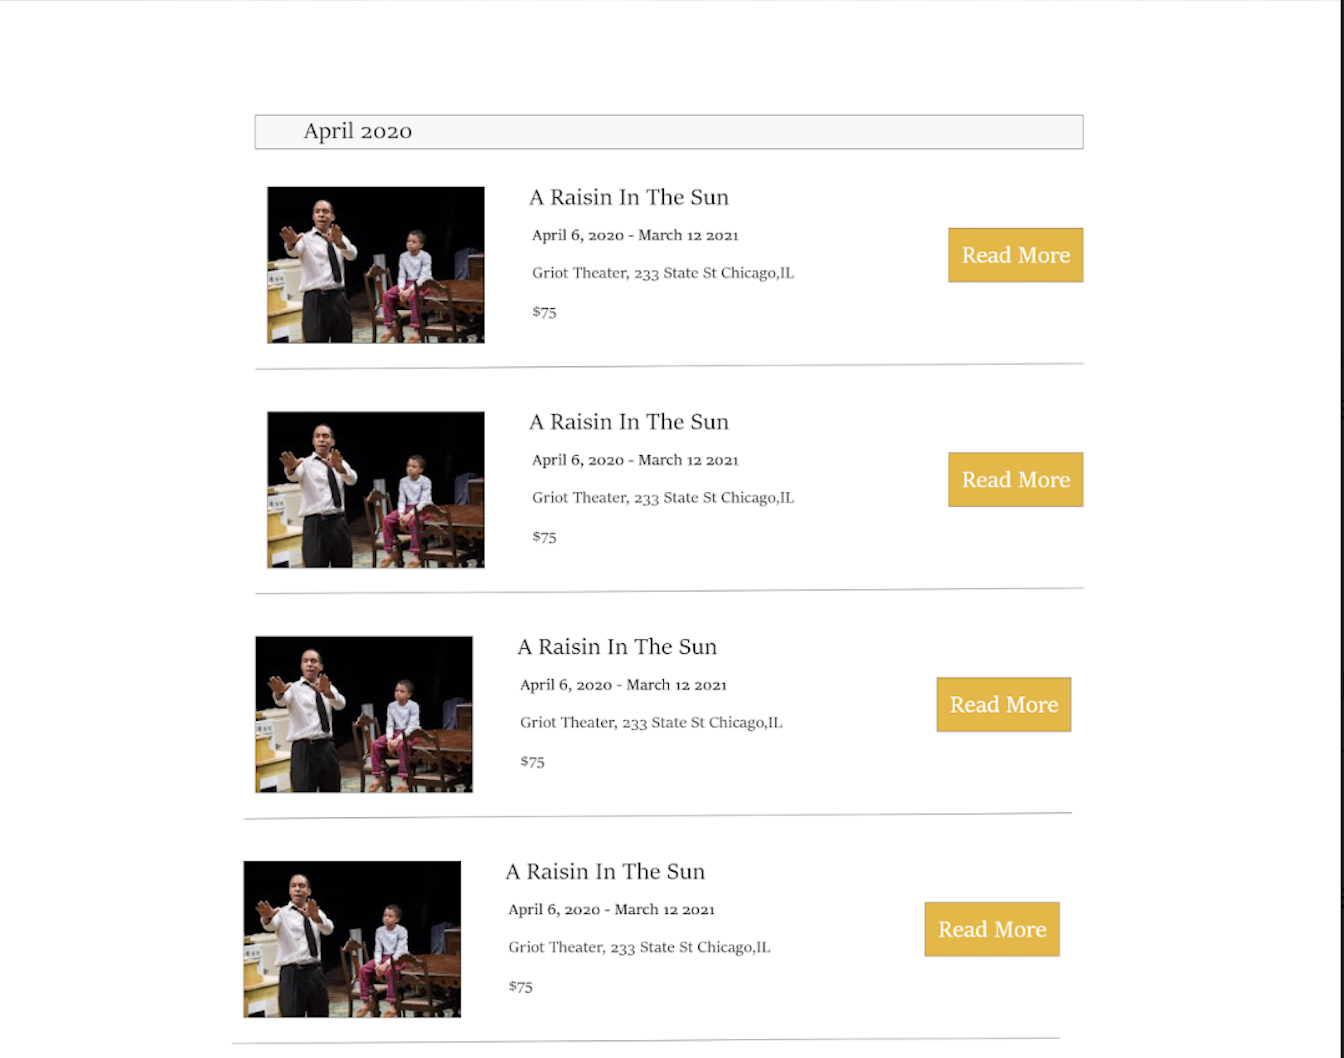 April 2020
A Raisin In The Sun
April 6, 2020 - March 12 2021
Griot Theater, 233 State St Chicago,IL
$75
Read More
A Raisin In The Sun
April 6, 2020 - March 12 2021
Griot Theater, 233 State St Chicago,IL
$75
Read More
A Raisin In The Sun
April 6, 2020 - March 12 2021
Griot Theater, 233 State St Chicago,IL
$75
Read More
A Raisin In The Sun
April 6, 2020 - March 12 2021
Griot Theater, 233 State St Chicago,IL
$75
Read More